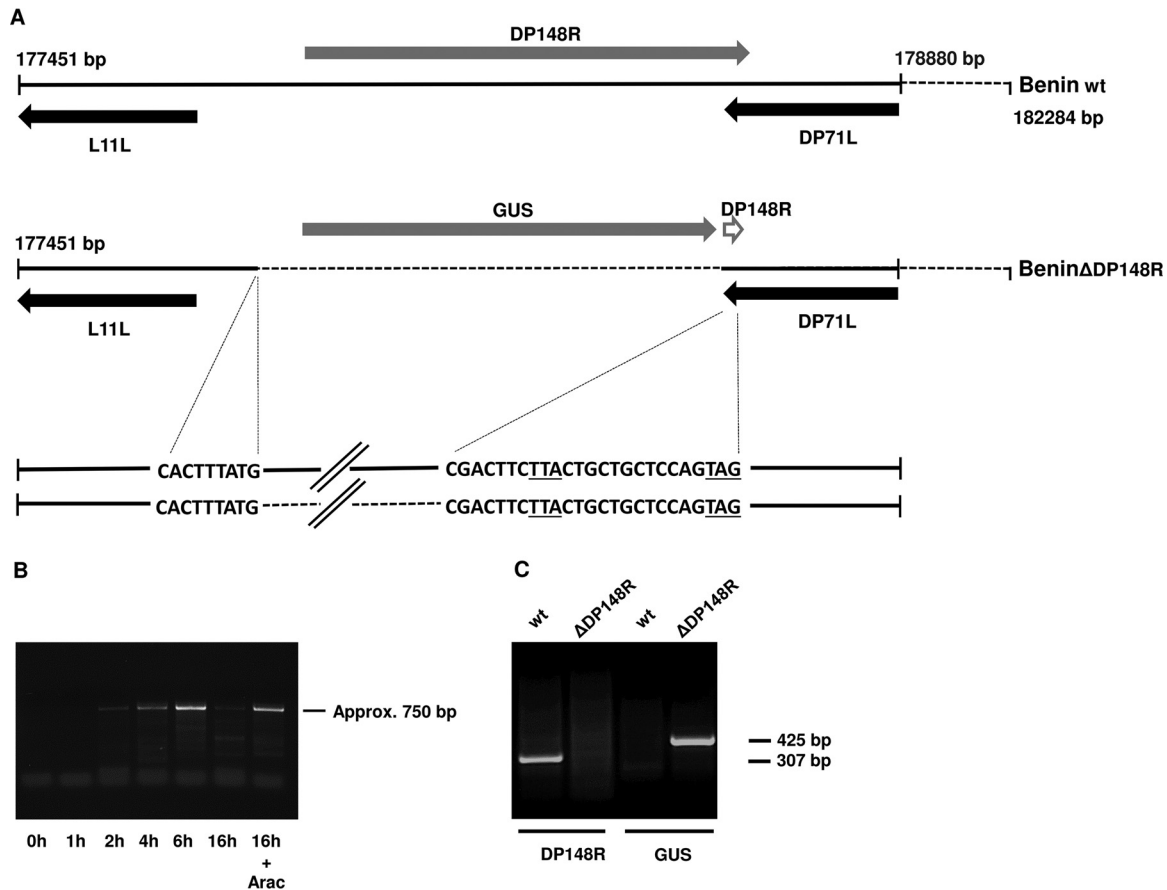 A
DP148R
177451 bp
178880 bp
Benin wt
182284 bp
L11L
DP71L
GUS
DP148R
177451 bp
BeninΔDP148R
L11L
DP71L
CACTTTATG
CGACTTCTTACTGCTGCTCCAGTAG
CACTTTATG
CGACTTCTTACTGCTGCTCCAGTAG
B
Approx. 750 bp
0h 1h 2h 4h 6h 16h 16h
+
Arac
C
wt ΔDP148R wt ΔDP148R
425 bp
307 bp
DP148R GUS